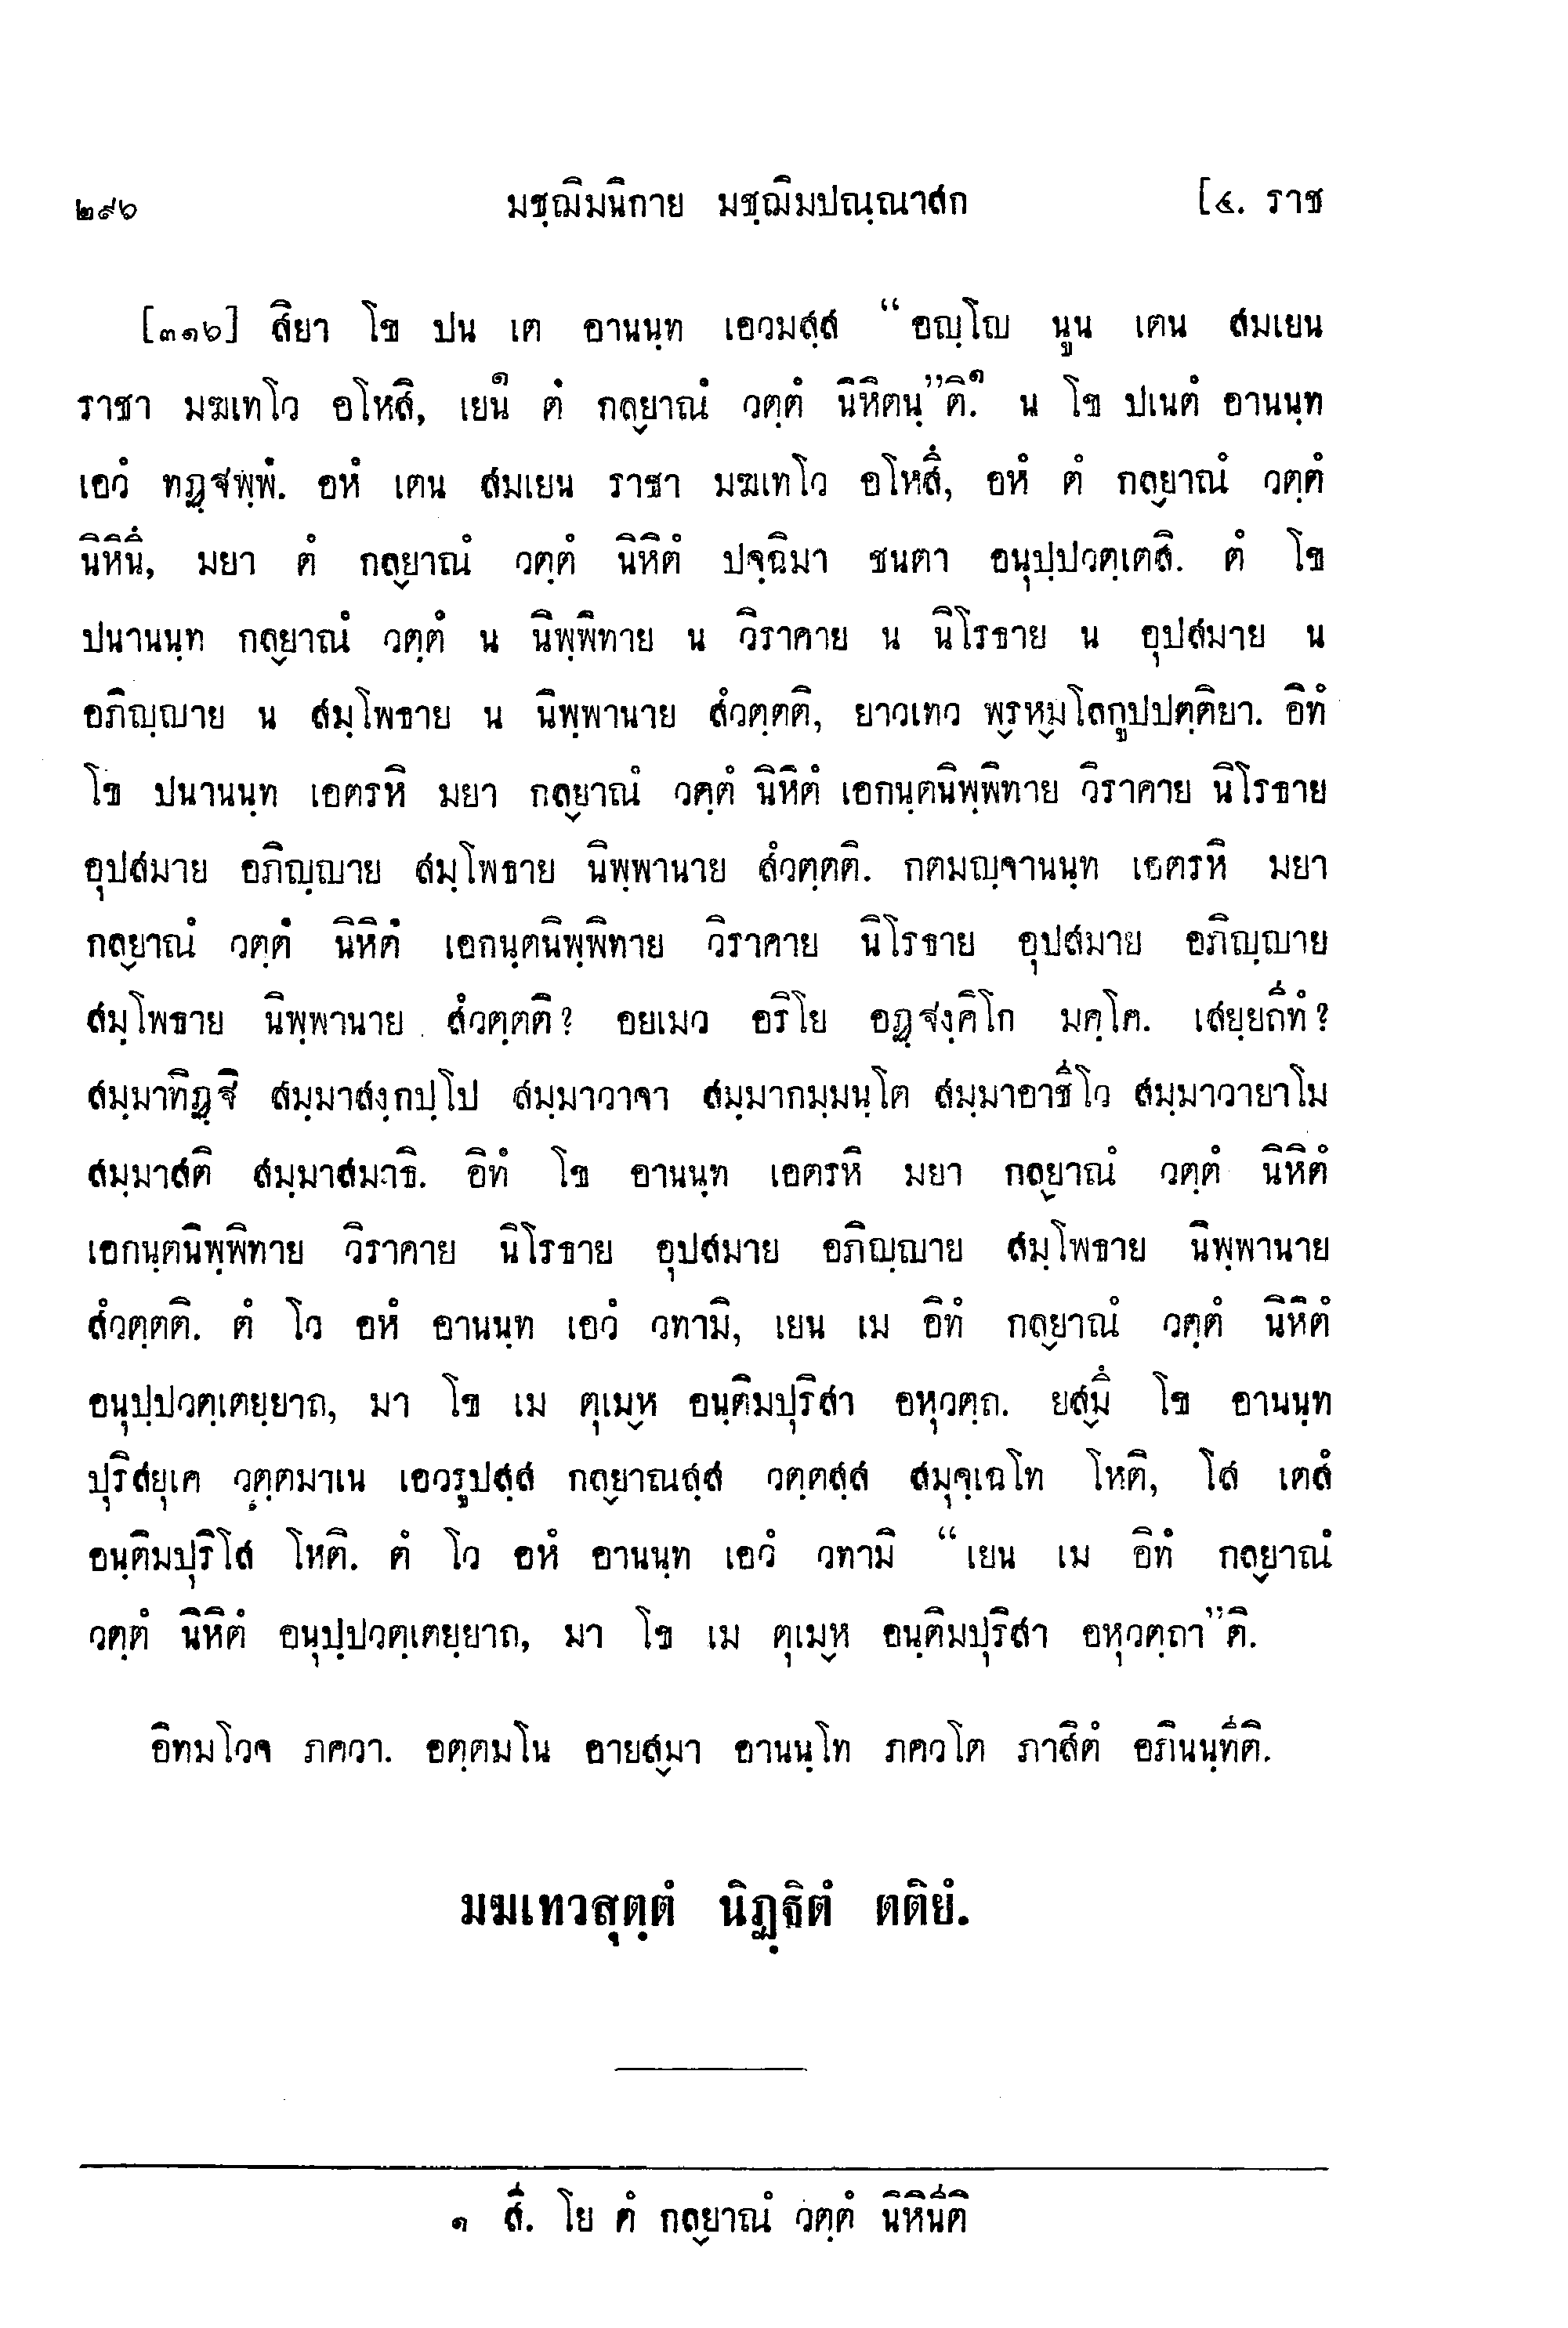 ๒๙๖ มชฺฌิมนิกาย มชฺฌิมปณฺณาสก [๔. ราช
[๓๑๖] สิยา โข ปน เต อานนฺท เอวมสฺส “อญฺโญ นูน เตน สมเยน
ราชา มฆเทโว อโหสิ, เยน๑ ตํ กลฺยาณํ วตฺตํ นิหิตนฺ”ติ.๑ น โข ปเนตํ อานนฺท
เอวํ ทฏฺฐพฺพํ. อหํ เตน สมเยน ราชา มฆเทโว อโหสึ, อหํ ตํ กลฺยาณํ วตฺตํ
นิหินึ, มยา ตํ กลฺยาณํ วตฺตํ นิหิตํ ปจฺฉิมา ชนตา อนุปฺปวตฺเตสิ. ตํ โข
ปนานนฺท กลฺยาณํ วตฺตํ น นิพฺพิทาย น วิราคาย น นิโรธาย น อุปสมาย น
อภิญฺญาย น สมฺโพธาย น นิพฺพานาย สํวตฺตติ, ยาวเทว พฺรหฺมโลกูปปตฺติยา. อิทํ
โข ปนานนฺท เอตรหิ มยา กลฺยาณํ วตฺตํ นิหิตํ เอกนฺตนิพฺพิทาย วิราคาย นิโรธาย
อุปสมาย อภิญฺญาย สมฺโพธาย นิพฺพานาย สํวตฺตติ. กตมญฺจานนฺท เอตรหิ มยา
กลฺยาณํ วตฺตํ นิหิตํ เอกนฺตนิพฺพิทาย วิราคาย นิโรธาย อุปสมาย อภิญฺญาย
สมฺโพธาย นิพฺพานาย สํวตฺตติ? อยเมว อริโย อฏฺฐงฺคิโก มคฺโค. เสยฺยถีทํ?
สมฺมาทิฏฺฐิ สมฺมาสงฺกปฺโป สมฺมาวาจา สมฺมากมฺมนฺโต สมฺมาอาชีโว สมฺมาวายาโม
สมฺมาสติ สมฺมาสมาธิ. อิทํ โข อานนฺท เอตรหิ มยา กลฺยาณํ วตฺตํ นิหิตํ
เอกนฺตนิพฺพิทาย วิราคาย นิโรธาย อุปสมาย อภิญฺญาย สมฺโพธาย นิพฺพานาย
สํวตฺตติ. ตํ โว อหํ อานนฺท เอวํ วทามิ, เยน เม อิทํ กลฺยาณํ วตฺตํ นิหิตํ
อนุปฺปวตฺเตยฺยาถ, มา โข เม ตุเมฺห อนฺติมปุริสา อหุวตฺถ. ยสฺมึ โข อานนฺท
ปุริสยุเค วตฺตมาเน เอวรูปสฺส กลฺยาณสฺส วตฺตสฺส สมุจฺเฉโท โหติ, โส เตสํ
อนฺติมปุริโส โหติ. ตํ โว อหํ อานนฺท เอวํ วทามิ “เยน เม อิทํ กลฺยาณํ
วตฺตํ นิหิตํ อนุปฺปวตฺเตยฺยาถ, มา โข เม ตุเมฺห อนฺติมปุริสา อหุวตฺถา”ติ.
อิทมโวจ ภควา. อตฺตมโน อายสฺมา อานนฺโท ภควโต ภาสิตํ อภินนฺทีติ.
มฆเทวสุตฺตํ นิฏฺฐิตํ ตติยํ.
๑ สี. โย ตํ กลฺยาณํ วตฺตํ นิหินีติ